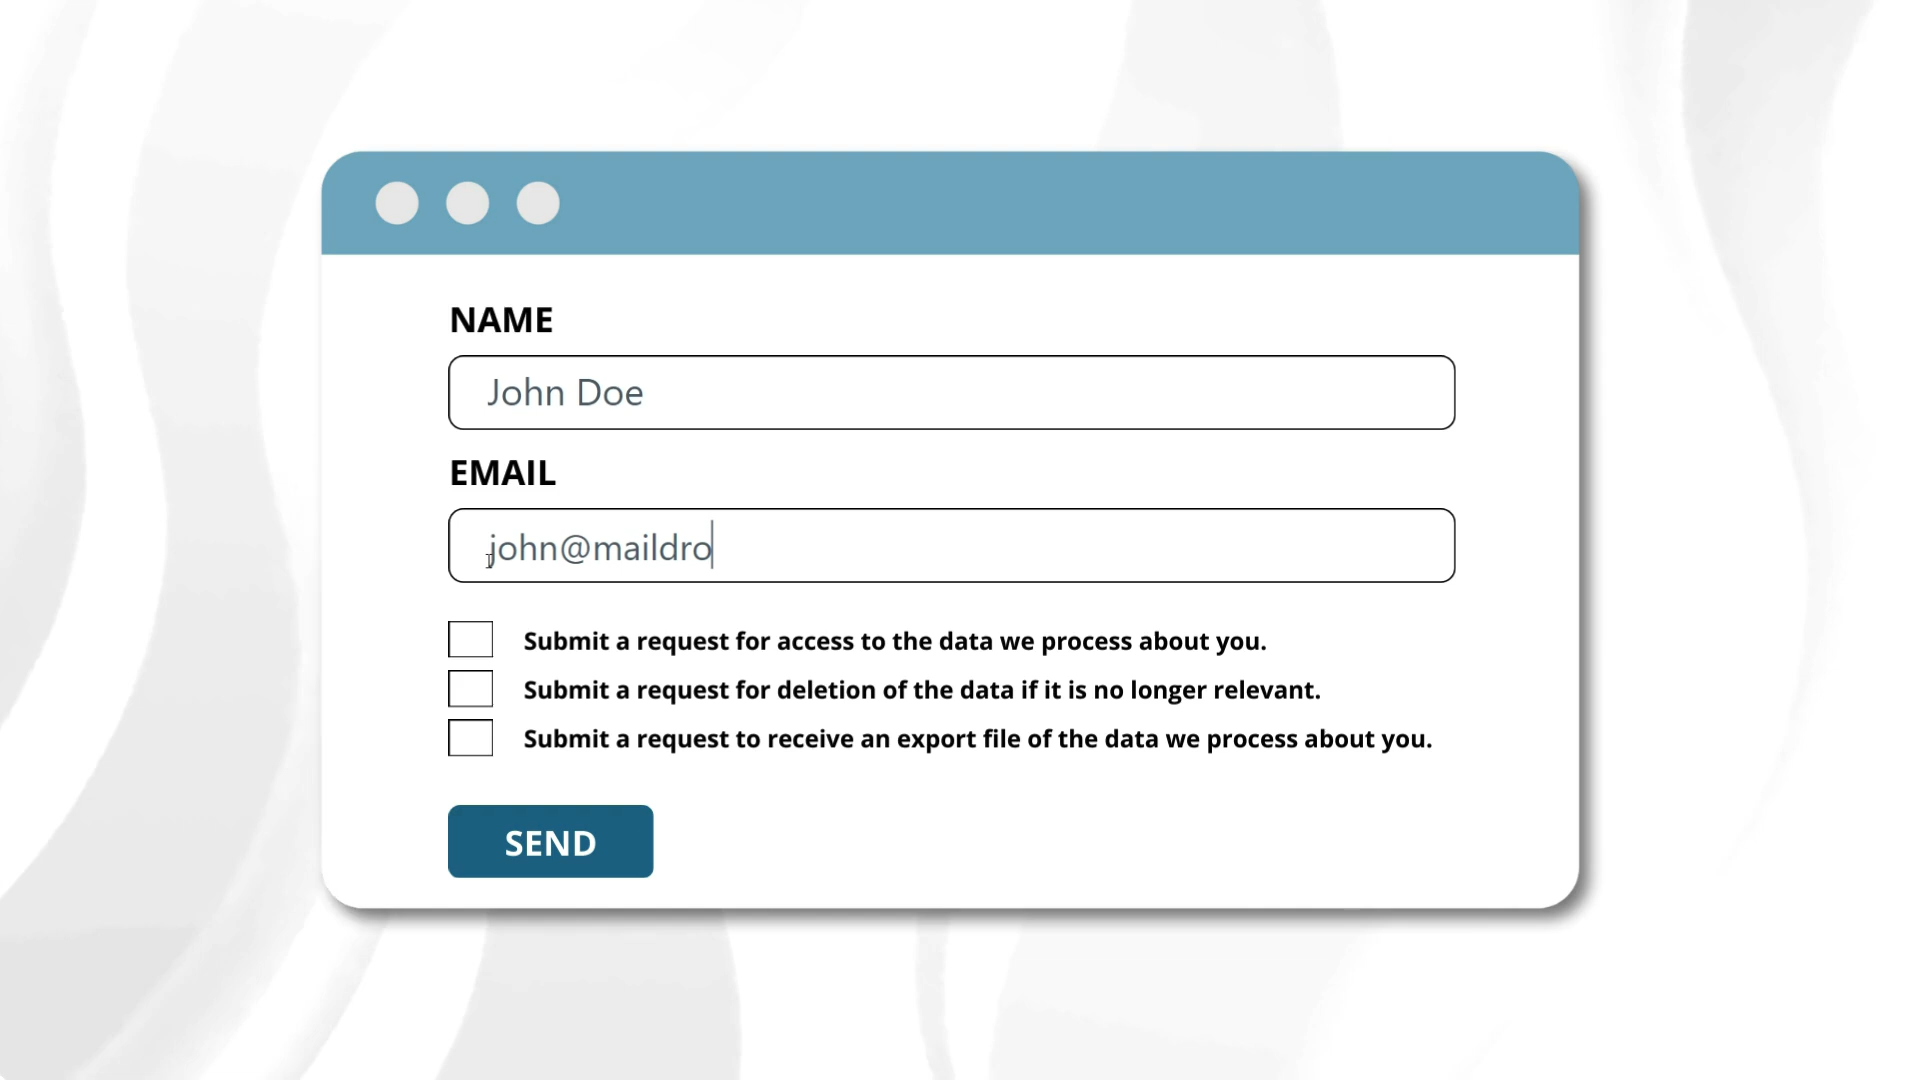 NAME
John Doe
EMAIL
john@maildro
Submit a request for access to the data we process about you.
Submit a request for deletion of the data if it is no longer relevant.
Submit a request to receive an export file of the data we process about you.
SEND